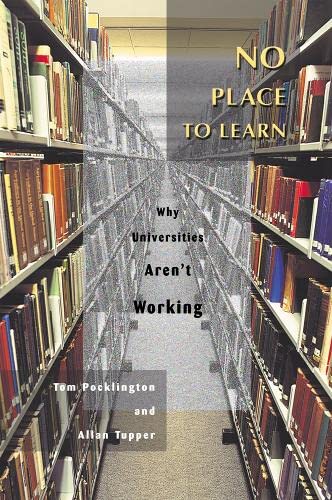 NO
PLACE
TO LEARN
Why
Universities
Aren't
Working
Tom Pocklington
and
Allan Tupper